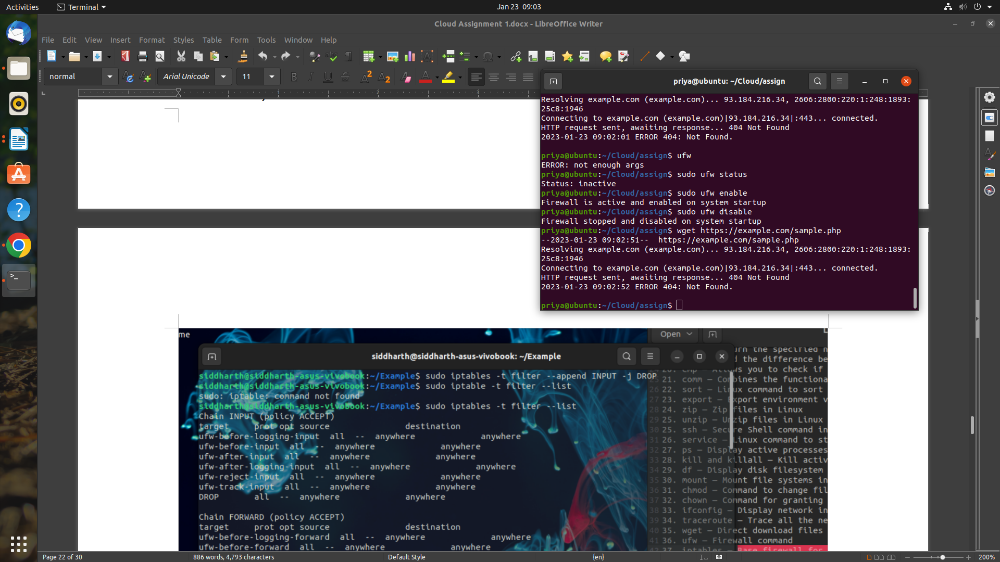 Activities
Terminal
Jan 23 09:03
Cloud Assignment 1.docx - LibreOffice Writer
File Edit View Insert Format Styles Table Form Tools Window Help
normal
Arial Unicode
11
priya@ubuntu: ~/Cloud/assign
Resolving example.com (example.com)... 93.184.216.34, 2606:2800:220:1:248:1893:
25c8:1946
Connecting to example.com (example.com)|93.184.216.34|:443... connected.
HTTP request sent, awaiting response... 404 Not Found
2023-01-23 09:02:01 ERROR 404: Not Found.
priya@ubuntu:~/Cloud/assign$ ufw
ERROR: not enough args
priya@ubuntu:~/Cloud/assign$ sudo ufw status
Status: inactive
priya@ubuntu:~/Cloud/assign$ sudo ufw enable
Firewall is active and enabled on system startup
priya@ubuntu:~/Cloud/assign$ sudo ufw disable
Firewall stopped and disabled on system startup
priya@ubuntu:~/Cloud/assign$ wget https://example.com/sample.php
--2023-01-23 09:02:51-- https://example.com/sample.php
Resolving example.com (example.com)... 93.184.216.34, 2606:2800:220:1:248:1893:
25c8:1946
Connecting to example.com (example.com)|93.184.216.34|:443... connected.
HTTP request sent, awaiting response... 404 Not Found
2023-01-23 09:02:52 ERROR 404: Not Found.
priya@ubuntu:~/Cloud/assign$
me
Open
siddharth@siddharth-asus-vivobook: ~/Example
siddharth@siddharth-asus-vivobook:~/Example$ sudo iptables -t filter --append INPUT -j DROP
siddharth@siddharth-asus-vivobook:~/Example$ sudo iptable -t filter --list
sudo: iptable: command not found
siddharth@siddharth-asus-vivobook:~/Example$ sudo iptables -t filter --list
Chain INPUT (policy ACCEPT)
target prot opt source destination
ufw-before-logging-input all -- anywhere anywhere
ufw-before-input all -- anywhere anywhere
ufw-after-input all -- anywhere anywhere
ufw-after-logging-input all -- anywhere anywhere
ufw-reject-input all -- anywhere anywhere
ufw-track-input all -- anywhere anywhere
DROP all -- anywhere anywhere
Chain FORWARD (policy ACCEPT)
target prot opt source destination
ufw-before-logging-forward all -- anywhere anywhere
ufw-before-forward all -- anywhere anywhere
the specified
the difference be
you to check if
21. comm – Combines the functiona
22. sort – Linux command to sort
23. export – Export environment v
24. zip – Zip files in Linux
25. unzip – Unzip files in Linux
25. ssh – Secure Shell command in
26. service – Linux command to st
27. ps – Display active processes
28. kill and killall – Kill activ
29. df – Display disk filesystem
30. mount – Mount file systems in
31. chmod – Command to change fil
32. chown – Command for granting
33. ifconfig – Display network in
34. traceroute – Trace all the ne
35. wget – Direct download files
36. ufw – Firewall command
37. iptables – Base firewall for
Page 22 of 30
886 words, 4,793 characters
Default Style
{en}
200%